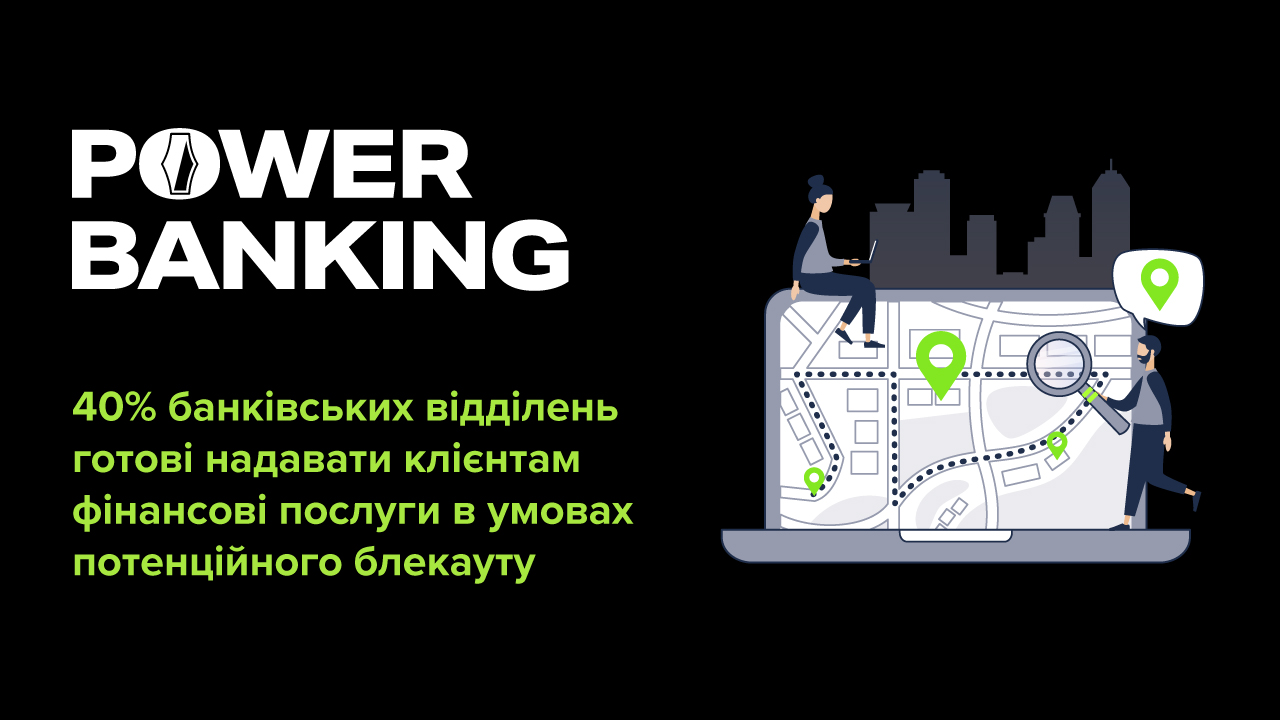 POWER
BANKING
40% банківських відділень
готові надавати клієнтам
фінансові послуги в умовах
потенційного блекауту